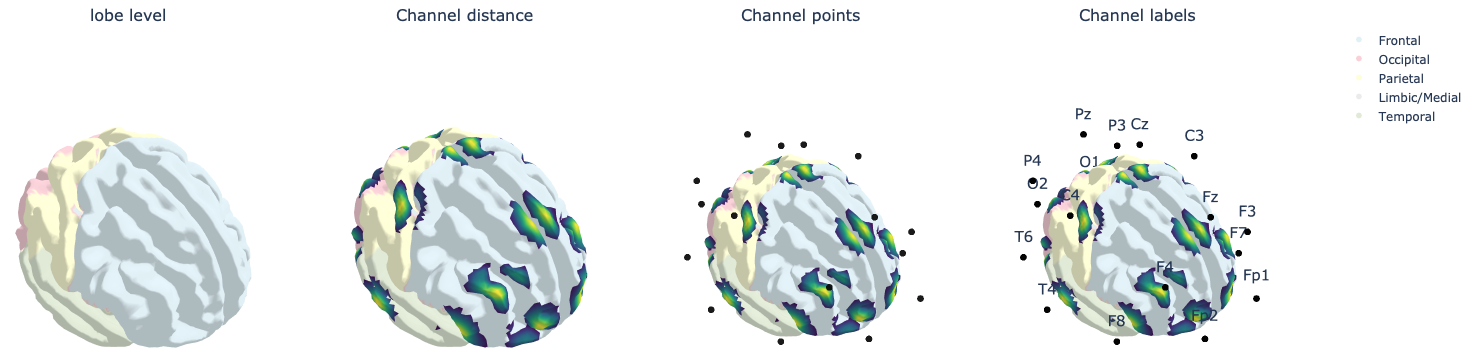 lobe level
Channel distance
Channel points
Channel labels
Frontal
Occipital
Parietal
Limbic/Medial
Temporal
Pz
P3
Cz
C3
P4
O1
O2
C4
Fz
F3
F7
T6
F4
Fp1
T4
F8
Fp2